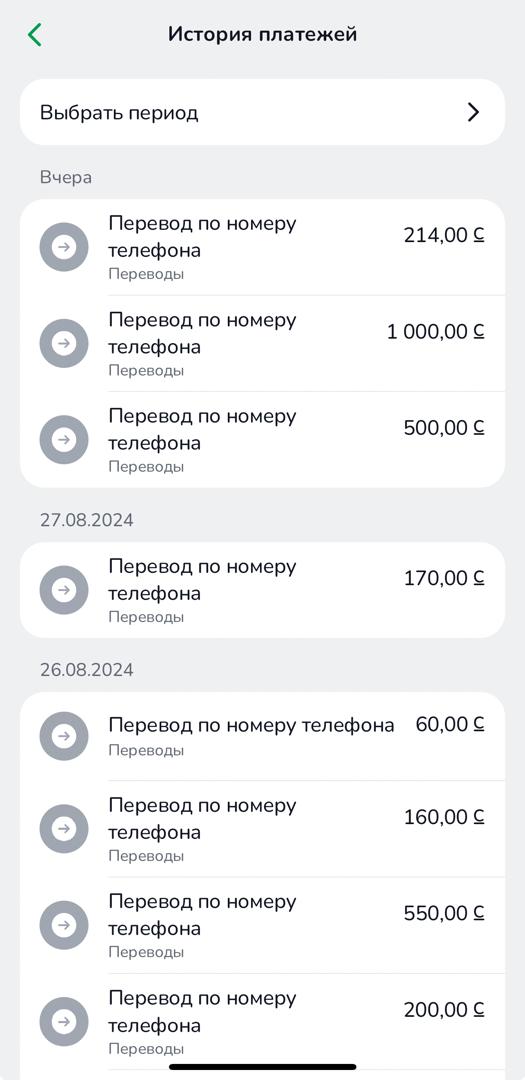 История платежей
Выбрать период
Вчера
Перевод по номеру
телефона
214,00 С
Переводы
Перевод по номеру
телефона
1 000,00 С
Переводы
Перевод по номеру
телефона
500,00 С
Переводы
27.08.2024
Перевод по номеру
телефона
170,00 С
Переводы
26.08.2024
Перевод по номеру телефона 60,00 С
Переводы
Перевод по номеру
телефона
160,00 С
Переводы
Перевод по номеру
телефона
550,00 С
Переводы
Перевод по номеру
телефона
200,00 С
Переводы